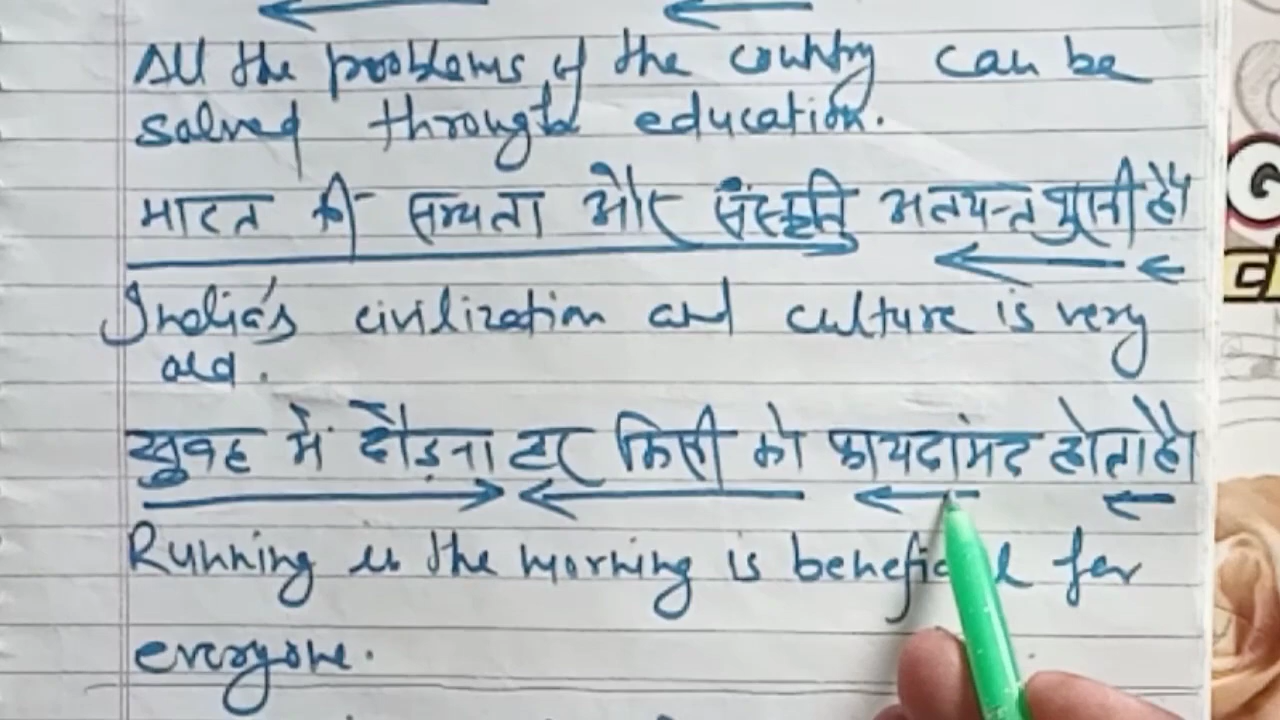 All the problems of the country can be
solved through education.
भारत की सभ्यता और संस्कृति अत्यन्त पुरानी है।
India's civilization and culture is very
old.
सुबह में दौड़ना हर किसी को फायदांमंद होता है।
Running in the morning is beneficial for
everyone.
G